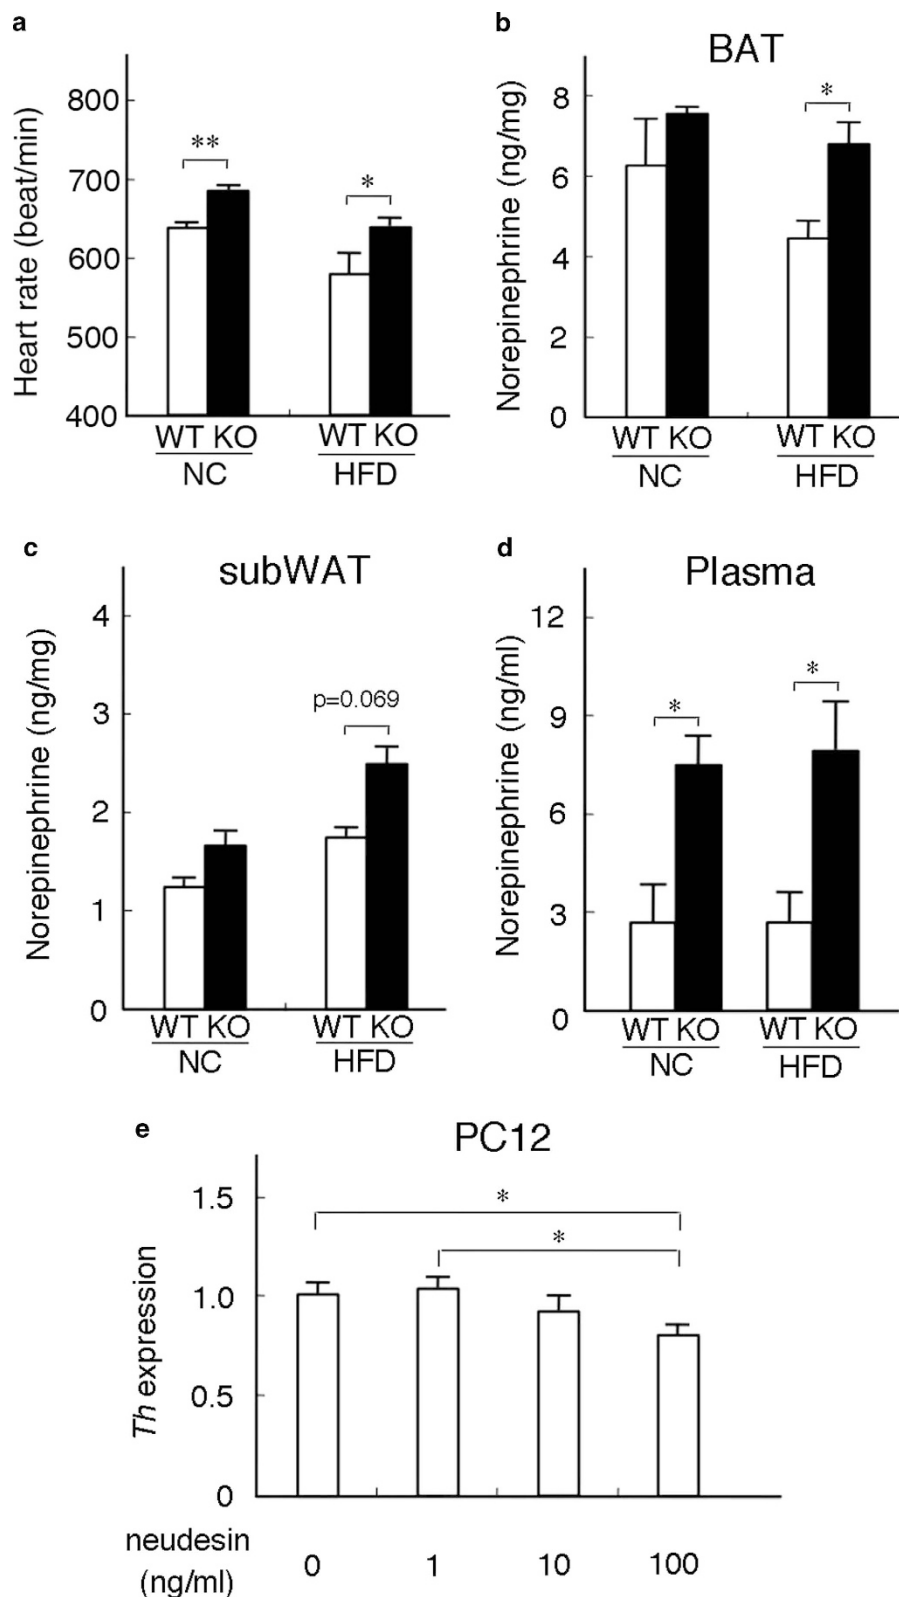 a
Heart rate (beat/min)
800
700
600
500
400
**
*
WT KO
NC
WT KO
HFD
b
BAT
Norepinephrine (ng/mg)
8
6
4
2
0
*
WT KO
NC
WT KO
HFD
c
subWAT
Norepinephrine (ng/mg)
4
3
2
1
0
p=0.069
WT KO
NC
WT KO
HFD
d
Plasma
Norepinephrine (ng/ml)
12
9
6
3
0
*
*
WT KO
NC
WT KO
HFD
e
PC12
Th expression
1.5
1.0
0.5
0
*
*
neudesin
(ng/ml)
0 1 10 100